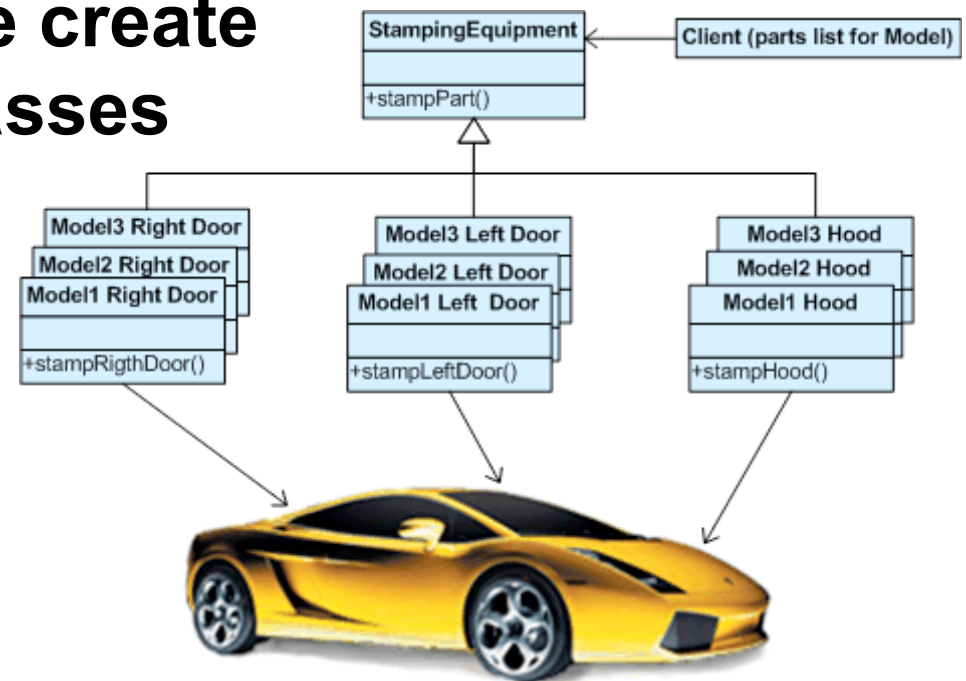 e create
asses
StampingEquipment
+stampPart()
Client (parts list for Model)
Model3 Right Door
Model2 Right Door
Model1 Right Door
+stampRigthDoor()
Model3 Left Door
Model2 Left Door
Model1 Left Door
+stampLeftDoor()
Model3 Hood
Model2 Hood
Model1 Hood
+stampHood()